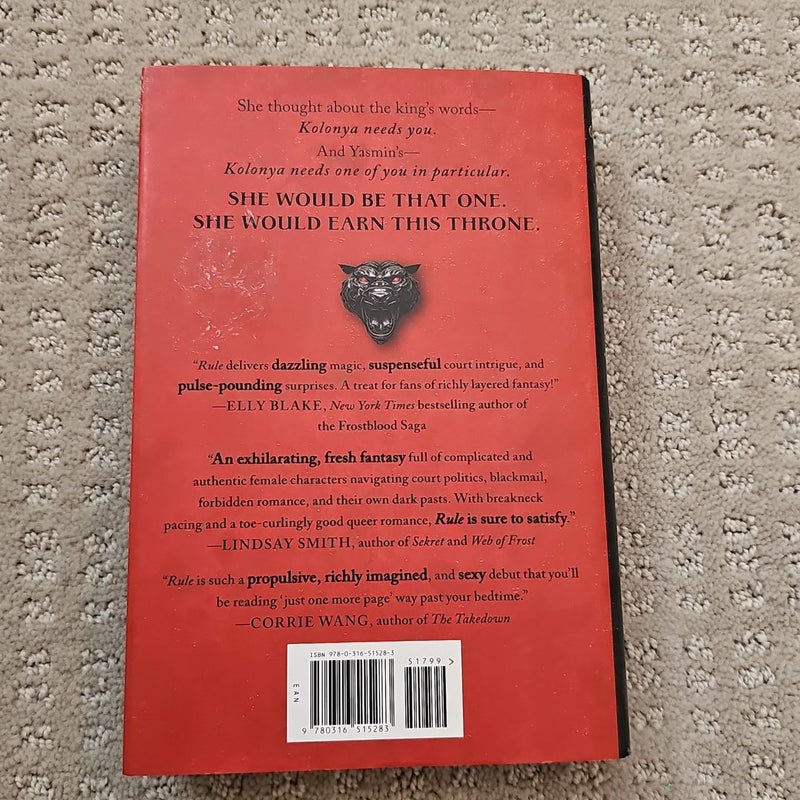 She thought about the king's words—
Kolonya needs you.
And Yasmin's—
Kolonya needs one of you in particular.
SHE WOULD BE THAT ONE.
SHE WOULD EARN THIS THRONE.
“Rule delivers dazzling magic, suspenseful court intrigue, and
pulse-pounding surprises. A treat for fans of richly layered fantasy!”
—ELLY BLAKE, New York Times bestselling author of
the Frostblood Saga
“An exhilarating, fresh fantasy full of complicated and
authentic female characters navigating court politics, blackmail,
forbidden romance, and their own dark pasts. With breakneck
pacing and a toe-curlingly good queer romance, Rule is sure to satisfy.”
—LINDSAY SMITH, author of Sekret and Web of Frost
“Rule is such a propulsive, richly imagined, and sexy debut that you'll
be reading ‘just one more page’ way past your bedtime.”
—CORRIE WANG, author of The Takedown
ISBN 978-0-316-51528-3
51799 >
EAN
9 780316 515283